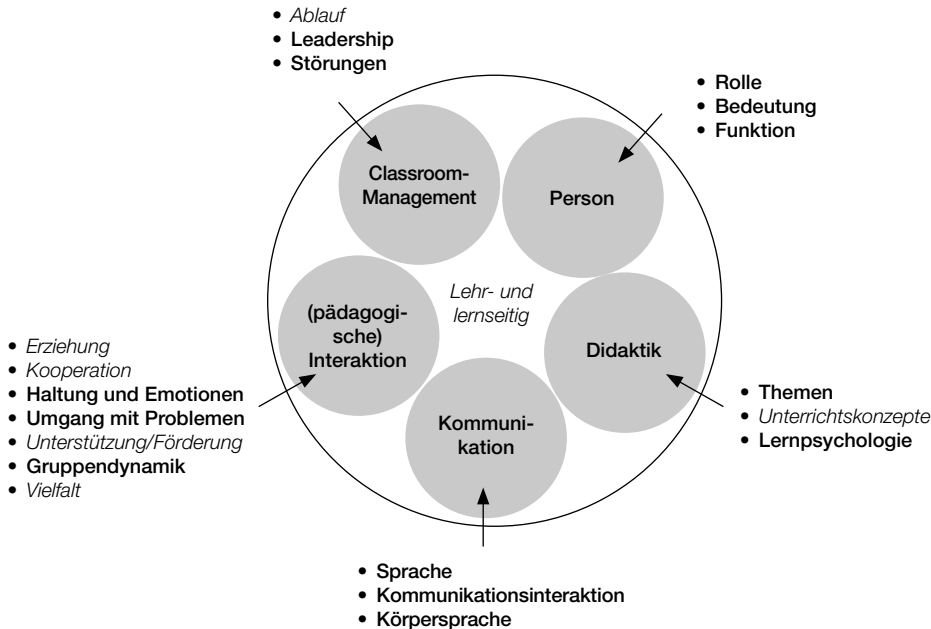 • Ablauf
• Leadership
• Störungen
• Rolle
• Bedeutung
• Funktion
Classroom-
Management
Person
Lehr- und
lernseitig
(pädagogi-
sche)
Interaktion
Didaktik
• Erziehung
• Kooperation
• Haltung und Emotionen
• Umgang mit Problemen
• Unterstützung/Förderung
• Gruppendynamik
• Vielfalt
• Themen
• Unterrichtskonzepte
• Lernpsychologie
Kommuni-
kation
• Sprache
• Kommunikationsinteraktion
• Körpersprache